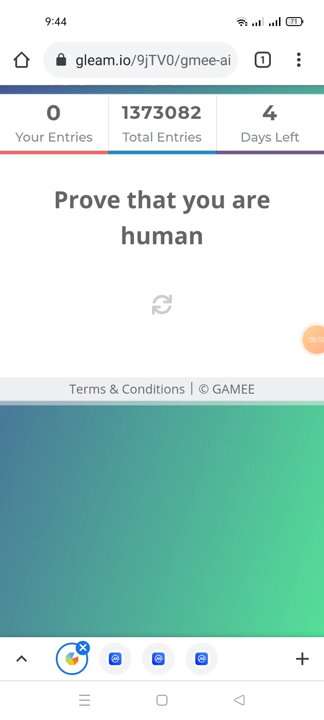 9:44
71
gleam.io/9jTV0/gmee-ai
1
0
Your Entries
1373082
Total Entries
4
Days Left
Prove that you are
human
Terms & Conditions | © GAMEE